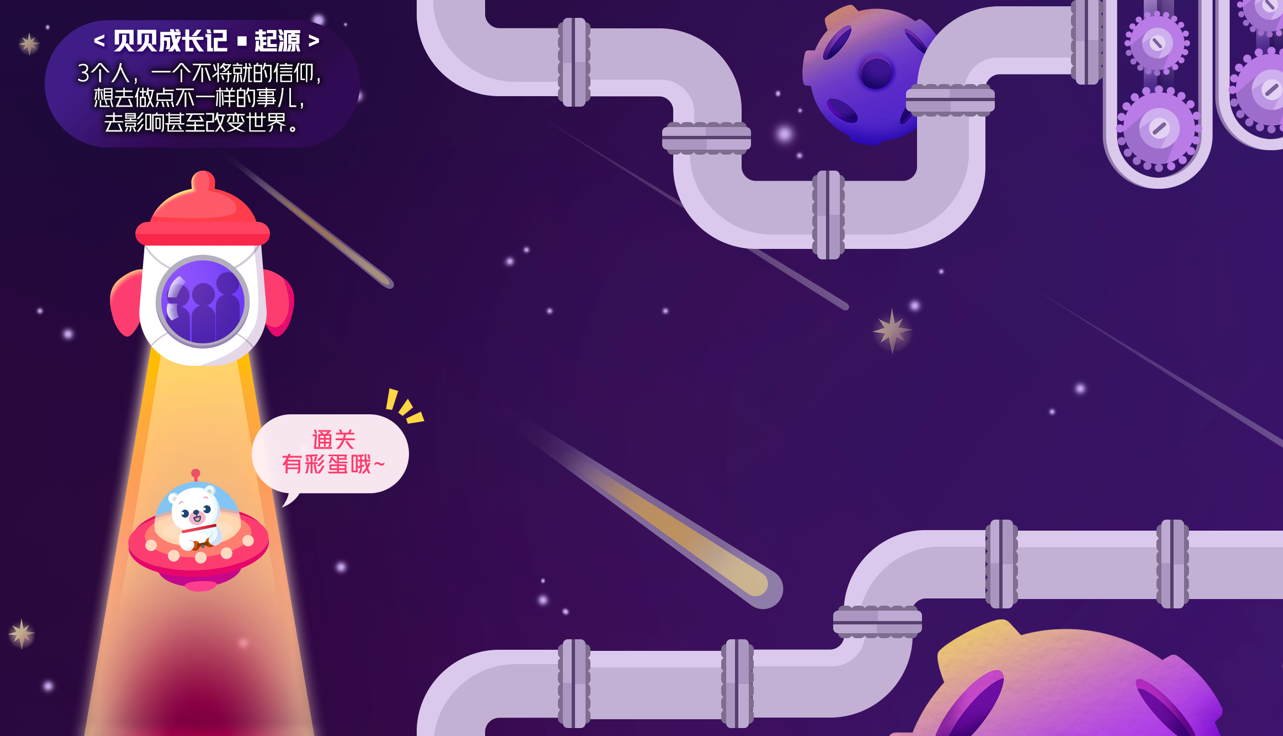 < 贝贝成长记 ▪ 起源 >
3个人，一个不将就的信仰，
想去做点不一样的事儿，
去影响甚至改变世界。
通关
有彩蛋哦~